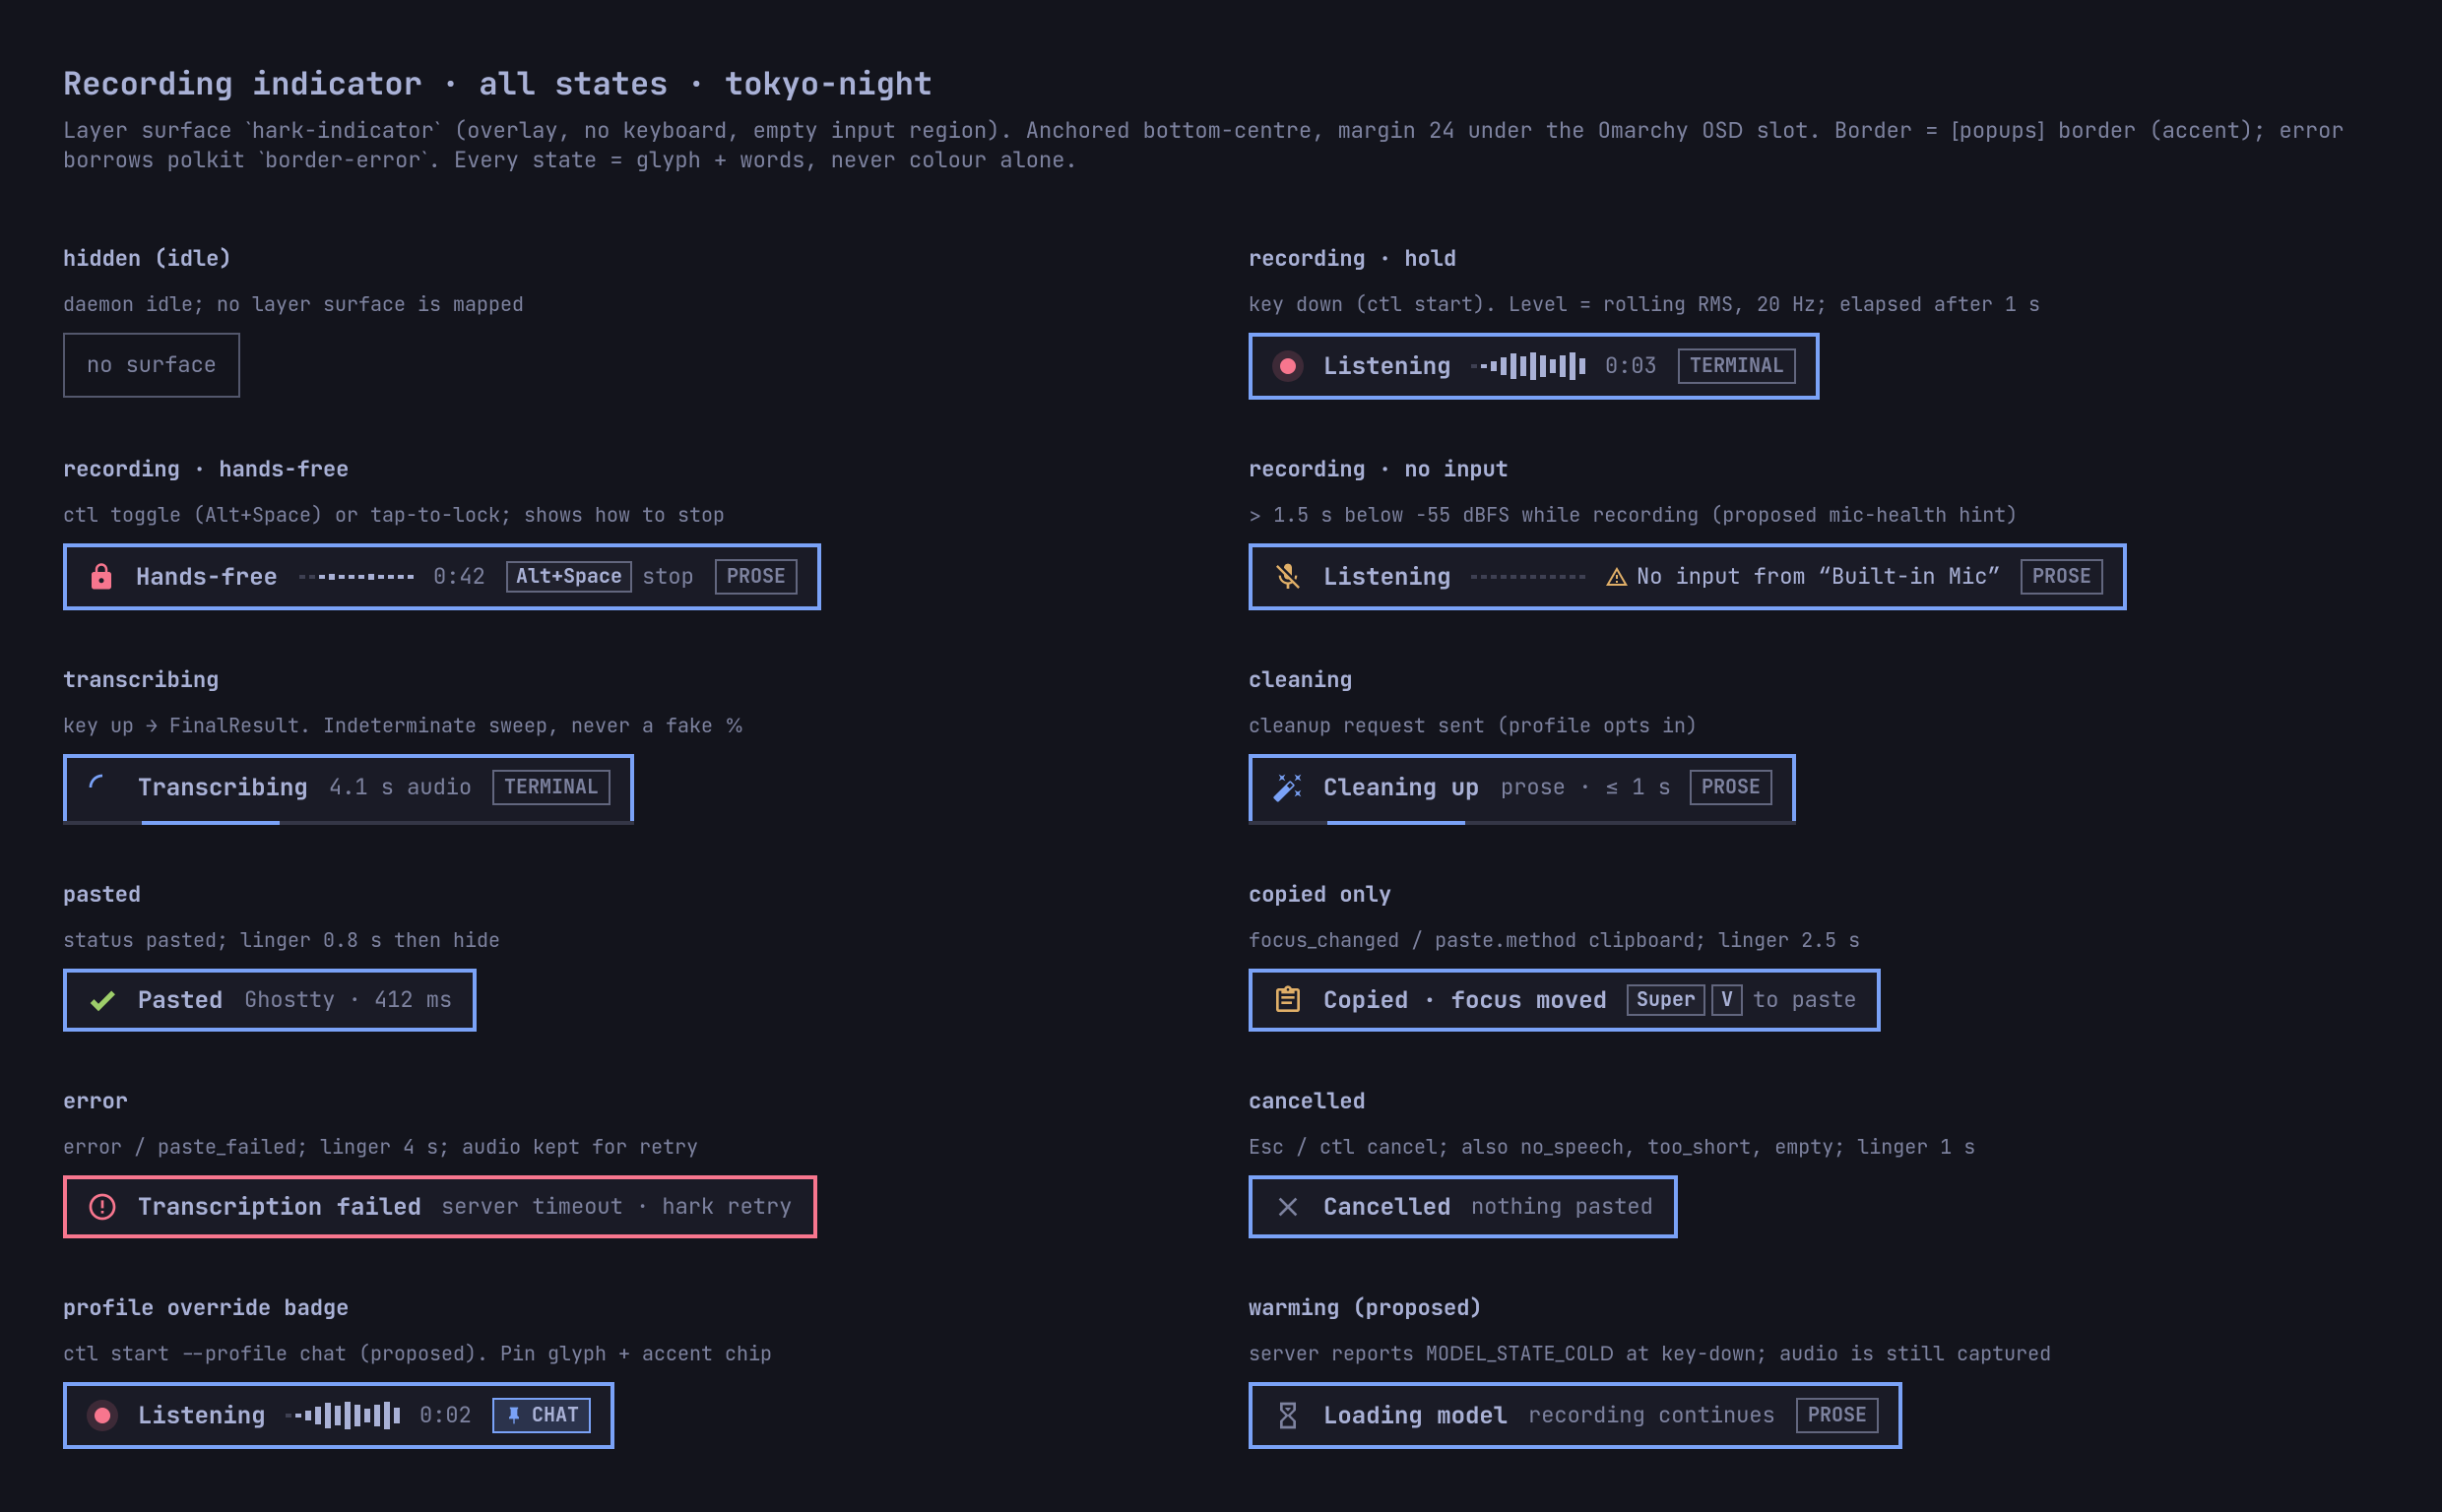 Recording indicator · all states · tokyo-night
Layer surface `hark-indicator` (overlay, no keyboard, empty input region). Anchored bottom-centre, margin 24 under the Omarchy OSD slot. Border = [popups] border (accent); error
borrows polkit `border-error`. Every state = glyph + words, never colour alone.
hidden (idle)
daemon idle; no layer surface is mapped
no surface
recording · hold
key down (ctl start). Level = rolling RMS, 20 Hz; elapsed after 1 s
Listening 0:03 TERMINAL
recording · hands-free
ctl toggle (Alt+Space) or tap-to-lock; shows how to stop
Hands-free 0:42 Alt+Space stop PROSE
recording · no input
> 1.5 s below -55 dBFS while recording (proposed mic-health hint)
Listening No input from “Built-in Mic” PROSE
transcribing
key up → FinalResult. Indeterminate sweep, never a fake %
Transcribing 4.1 s audio TERMINAL
cleaning
cleanup request sent (profile opts in)
Cleaning up prose · ≤ 1 s PROSE
pasted
status pasted; linger 0.8 s then hide
Pasted Ghostty · 412 ms
copied only
focus_changed / paste.method clipboard; linger 2.5 s
Copied · focus moved Super V to paste
error
error / paste_failed; linger 4 s; audio kept for retry
Transcription failed server timeout · hark retry
cancelled
Esc / ctl cancel; also no_speech, too_short, empty; linger 1 s
Cancelled nothing pasted
profile override badge
ctl start --profile chat (proposed). Pin glyph + accent chip
Listening 0:02 CHAT
warming (proposed)
server reports MODEL_STATE_COLD at key-down; audio is still captured
Loading model recording continues PROSE